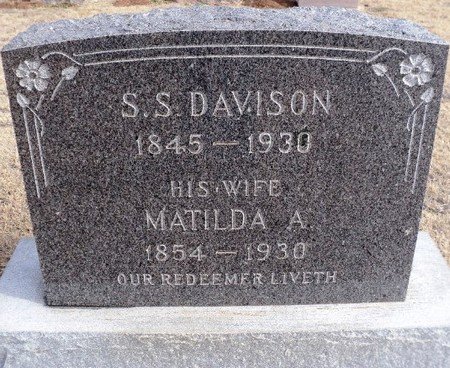 S. S. DAVISON
1845 — 1930
HIS WIFE
MATILDA A.
1854 — 1930
OUR REDEEMER LIVETH